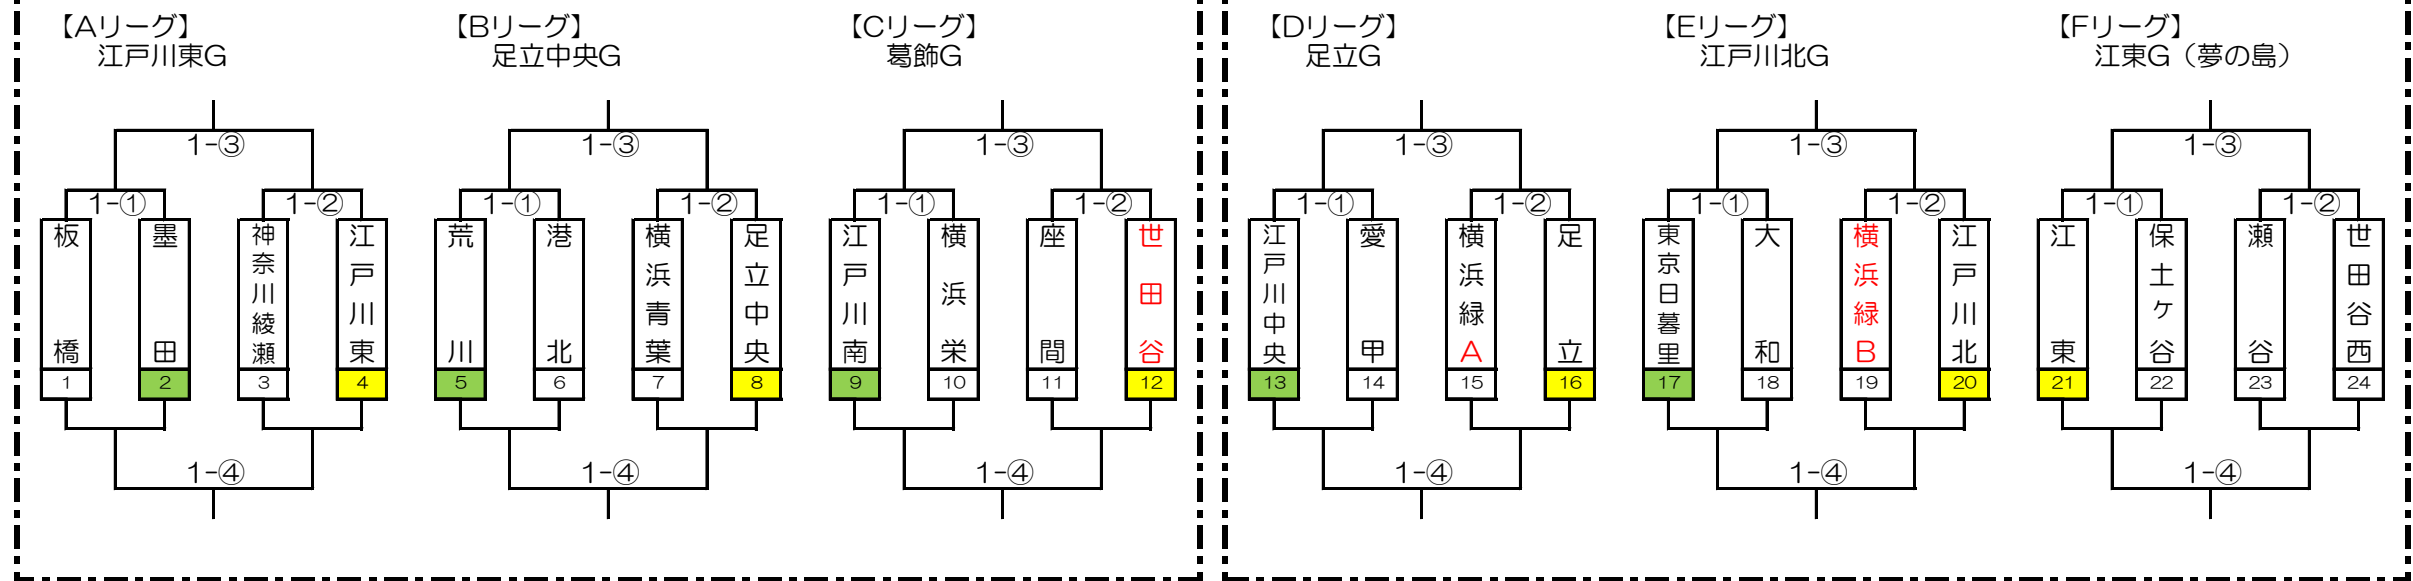 【Aリーグ】
江戸川東G
【Bリーグ】
足立中央G
【Cリーグ】
葛飾G
【Dリーグ】
足立G
【Eリーグ】
江戸川北G
【Fリーグ】
江東G（夢の島）
1-③
1-③
1-③
1-③
1-③
1-③
1-①
1-②
1-①
1-②
1-①
1-②
1-①
1-②
1-①
1-②
1-①
1-②
板橋
墨田
神奈川綾瀬
江戸川東
荒川
港北
横浜青葉
足立中央
江戸川南
横浜栄
座間
世田谷
江戸川中央
愛甲
横浜緑A
足立
東京日暮里
大和
横浜緑B
江戸川北
江東
保土ケ谷
瀬谷
世田谷西
1
2
3
4
5
6
7
8
9
10
11
12
13
14
15
16
17
18
19
20
21
22
23
24
1-④
1-④
1-④
1-④
1-④
1-④